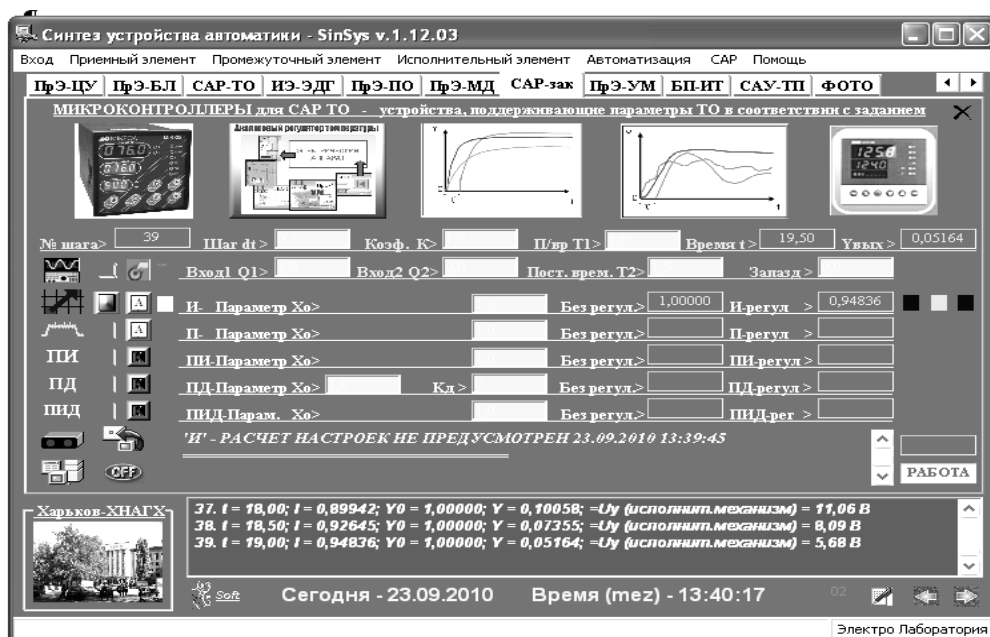 Синтез устройства автоматики - SinSys v.1.12.03
Вход Приемный элемент Промежуточный элемент Исполнительный элемент Автоматизация САР Помощь
ПрЭ-ЦУ ПрЭ-БЛ САР-ТО ИЭ-ЭДГ ПрЭ-ПО ПрЭ-МД САР-зак ПрЭ-УМ БП-ИТ САУ-ТП ФОТО
МИКРОКОНТРОЛЛЕРЫ для САР ТО - устройства, поддерживающие параметры ТО в соответствии с заданием
Аналоговый регулятор температуры
№ шага> 39 Шаг dt > Коэф. К> П/вр Т1> Время t > 19,50 Yвых > 0,05164
Вход1 Q1> Вход2 Q2> Пост. врем. Т2> Запазд >
И- Параметр Хо> Без регул.> 1,00000 И-регул > 0,94836
П- Параметр Хо> Без регул.> П-регул >
ПИ ПИ-Параметр Хо> Без регул.> ПИ-регул >
ПД ПД-Параметр Хо> Кд > Без регул.> ПД-регул >
ПИД ПИД-Парам. Хо> Без регул.> ПИД-рег >
'И' - РАСЧЕТ НАСТРОЕК НЕ ПРЕДУСМОТРЕН 23.09.2010 13:39:45
OFF РАБОТА
Харьков-ХНАГХ
37. t = 18,00; I = 0,89942; Y0 = 1,00000; Y = 0,10058; =Uy (исполнит.механизм) = 11,06 В
38. t = 18,50; I = 0,92645; Y0 = 1,00000; Y = 0,07355; =Uy (исполнит.механизм) = 8,09 В
39. t = 19,00; I = 0,94836; Y0 = 1,00000; Y = 0,05164; =Uy (исполнит.механизм) = 5,68 В
Soft Сегодня - 23.09.2010 Время (mez) - 13:40:17 02
Электро Лаборатория